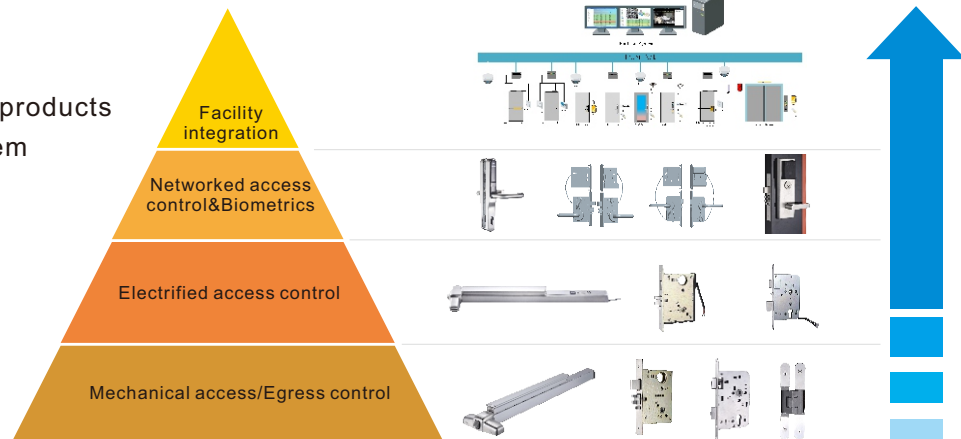 products
em
Facility
integration
Networked access
control&Biometrics
Electrified access control
Mechanical access/Egress control